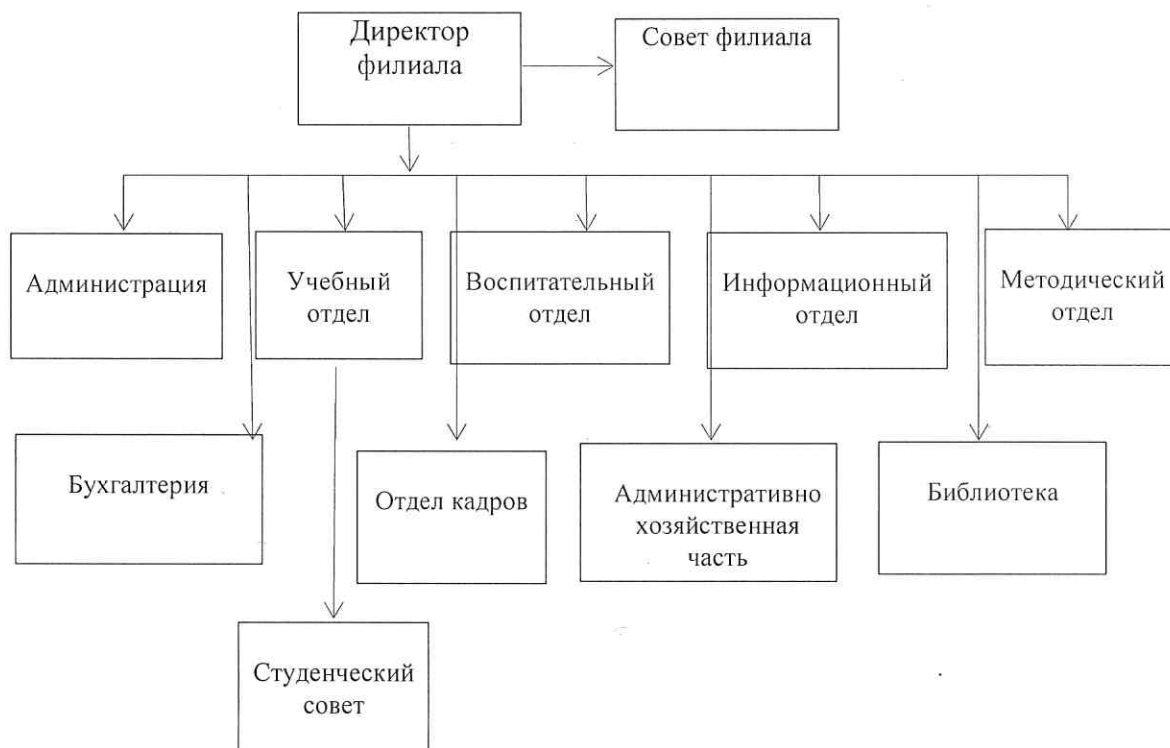 Директор
филиала
Совет филиала
Администрация
Учебный
отдел
Воспитательный
отдел
Информационный
отдел
Методический
отдел
Бухгалтерия
Отдел кадров
Административно
хозяйственная
часть
Библиотека
Студенческий
совет